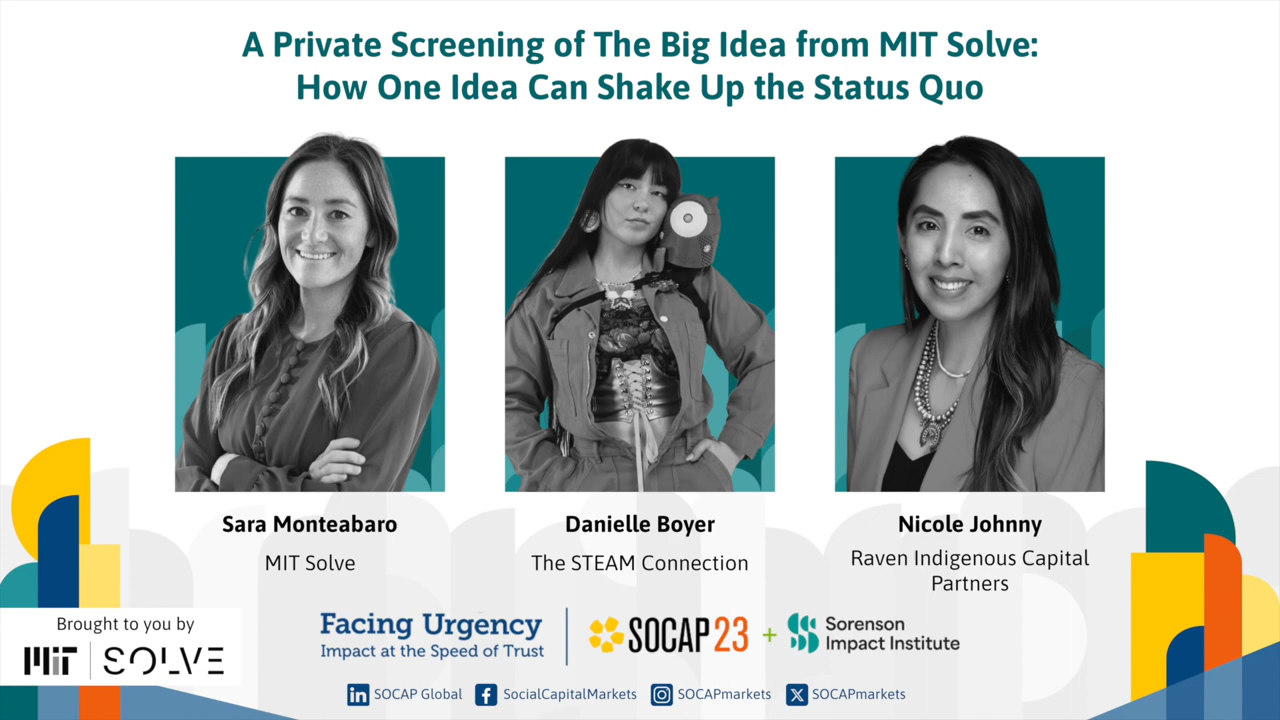 A Private Screening of The Big Idea from MIT Solve:
How One Idea Can Shake Up the Status Quo
Sara Monteabaro
MIT Solve
Danielle Boyer
The STEAM Connection
Nicole Johnny
Raven Indigenous Capital
Partners
Brought to you by
MIT SOLVE
Facing Urgency
Impact at the Speed of Trust
SOCAP 23 +
Sorenson
Impact Institute
SOCAP Global
SocialCapitalMarkets
SOCAPmarkets
SOCAPmarkets